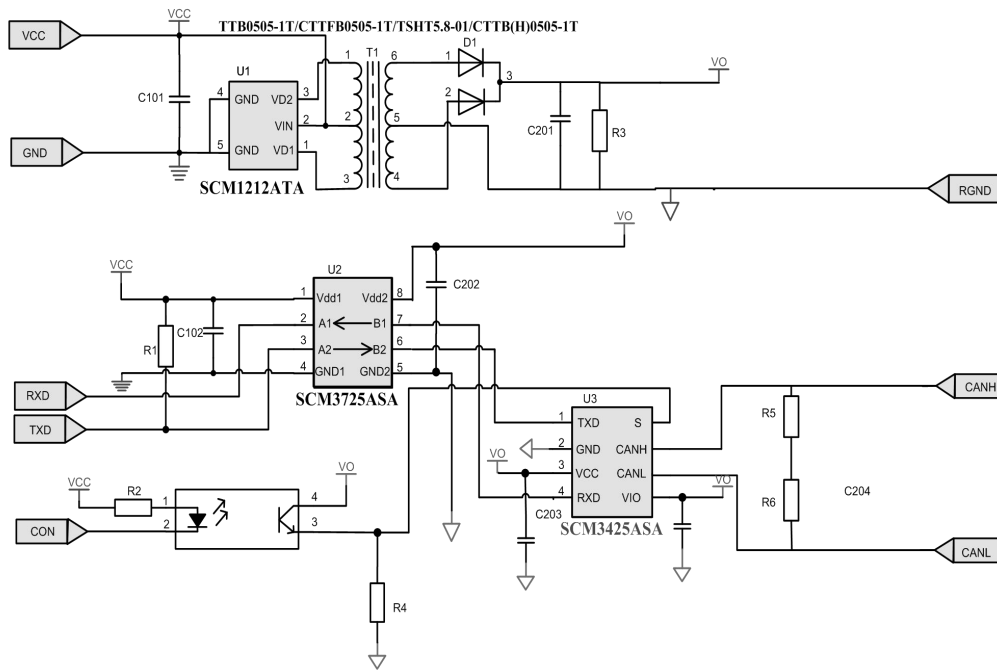 VCC
TTB0505-1T/CTTFB0505-1T/TSHT5.8-01/CTTB(H)0505-1T
VCC
C101
U1
4 GND VD2 3
VIN 2
5 GND VD1 1
SCM1212ATA
GND
1 T1 6
2 5
3 4
D1
1
2
3
C201
R3
VO
RGND
VCC
R1
C102
U2
1 Vdd1 Vdd2 8
2 A1 B1 7
3 A2 B2 6
4 GND1 GND2 5
SCM3725ASA
C202
VO
RXD
TXD
U3
1 TXD S
2 GND CANH
3 VCC CANL
4 RXD VIO
SCM3425ASA
VO
C203
VO
R5
R6
C204
CANH
CANL
VCC
R2
1
2
CON
4
3
VO
R4